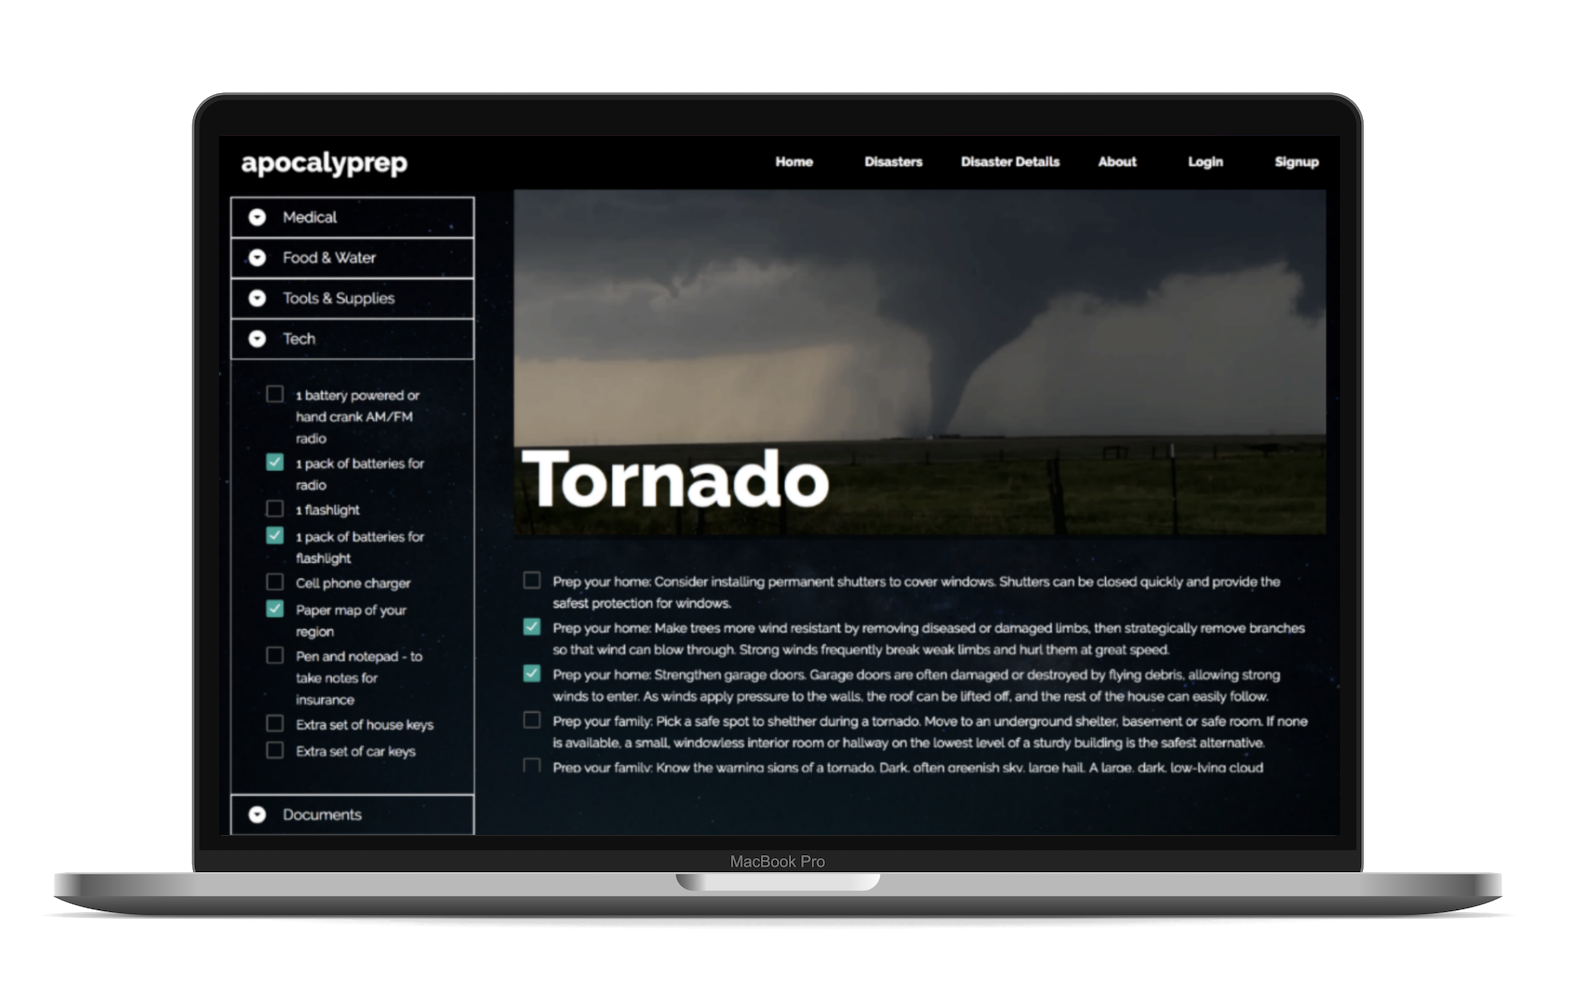 apocalyprep
Home Disasters Disaster Details About Login Signup
Medical
Food & Water
Tools & Supplies
Tech
1 battery powered or
hand crank AM/FM
radio
1 pack of batteries for
radio
1 flashlight
1 pack of batteries for
flashlight
Cell phone charger
Paper map of your
region
Pen and notepad - to
take notes for
insurance
Extra set of house keys
Extra set of car keys
Documents
Tornado
Prep your home: Consider installing permanent shutters to cover windows. Shutters can be closed quickly and provide the
safest protection for windows.
Prep your home: Make trees more wind resistant by removing diseased or damaged limbs, then strategically remove branches
so that wind can blow through. Strong winds frequently break weak limbs and hurl them at great speed.
Prep your home: Strengthen garage doors. Garage doors are often damaged or destroyed by flying debris, allowing strong
winds to enter. As winds apply pressure to the walls, the roof can be lifted off, and the rest of the house can easily follow.
Prep your family: Pick a safe spot to shelther during a tornado. Move to an underground shelter, basement or safe room. If none
is available, a small, windowless interior room or hallway on the lowest level of a sturdy building is the safest alternative.
Prep your family: Know the warning signs of a tornado. Dark, often greenish sky, large hail. A large, dark, low-lying cloud
MacBook Pro